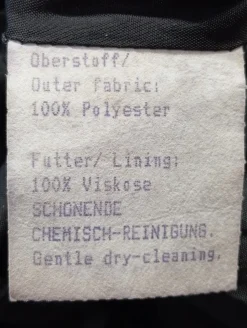 Oberstoff/
Outer fabric:
100% Polyester
Futter/ Lining:
100% Viskose
SCHONENDE
CHEMISCH-REINIGUNG.
Gentle dry-cleaning.